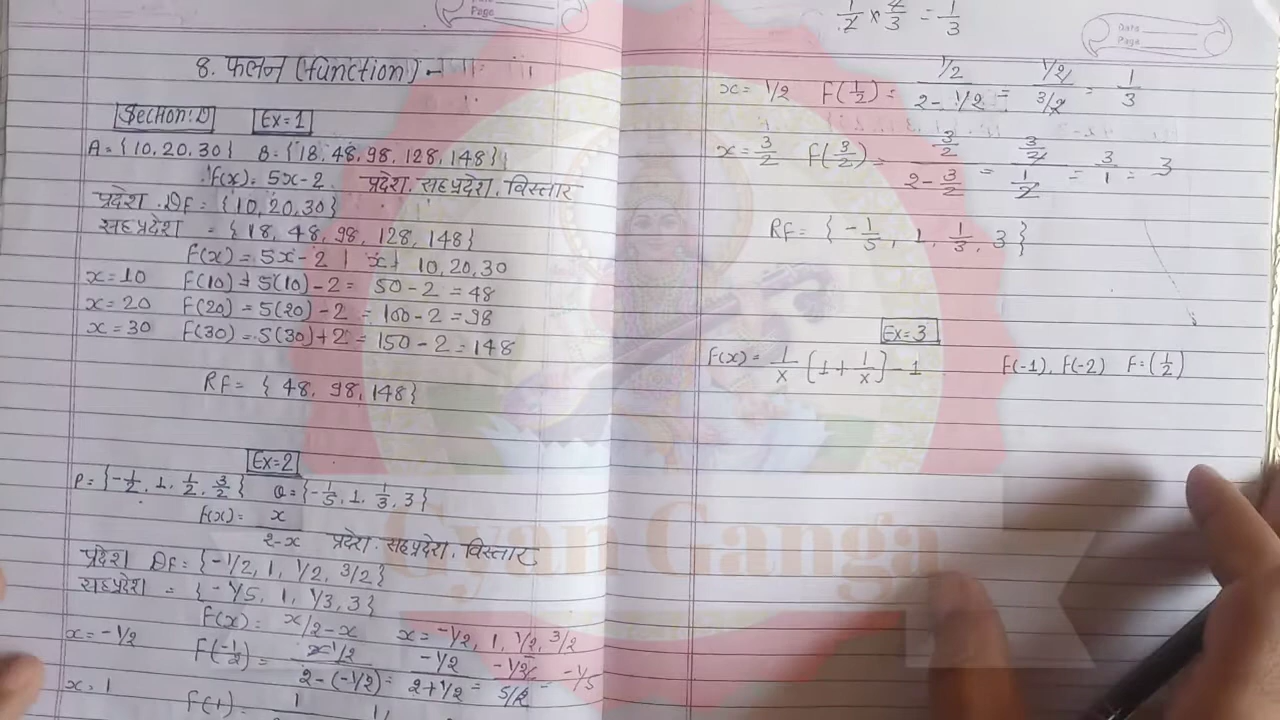 Page
8. फलन (function) :-
Section:D Ex=1
A= {10,20,30} B= {18, 48, 98, 128, 148}
F(x)= 5x-2 प्रदेश. सहप्रदेश. विस्तार
प्रदेश. Df= {10,20,30}
सहप्रदेश = {18, 48, 98, 128, 148}
F(x) = 5x-2 | x+ 10,20,30
x=10 F(10) = 5(10)-2 = 50-2 = 48
x=20 F(20) = 5(20)-2 = 100-2 = 98
x=30 F(30) = 5(30)+2 = 150-2 = 148
RF= { 48, 98, 148}
Ex=2
P= {-1/2, 1, 1/2, 3/2} Q= {-1/5, 1, 1/3, 3}
F(x)= x
2-x प्रदेश. सहप्रदेश. विस्तार
प्रदेश Df= {-1/2, 1, 1/2, 3/2}
सहप्रदेश = {-1/5, 1, 1/3, 3}
F(x)= x/2-x x= -1/2, 1, 1/2, 3/2
x= -1/2 F(-1/2) = 1/2 / 2-(-1/2) = -1/2 / 2+1/2 = -1/2 / 5/2 = -1/5
x= 1 F(1) = 1
1/2 x 2/3 = 1/3
Date
Page
x= 1/2 F(1/2) = 1/2 / 2-1/2 = 1/2 / 3/2 = 1/3
x= 3/2 F(3/2) = 3/2 / 2-3/2 = 3/2 / 1/2 = 3/1 = 3
RF= {-1/5, 1, 1/3, 3}
Ex=3
F(x)= 1/x (1+1/x)-1 F(-1), F(-2) F=(1/2)
Gyan Ganga